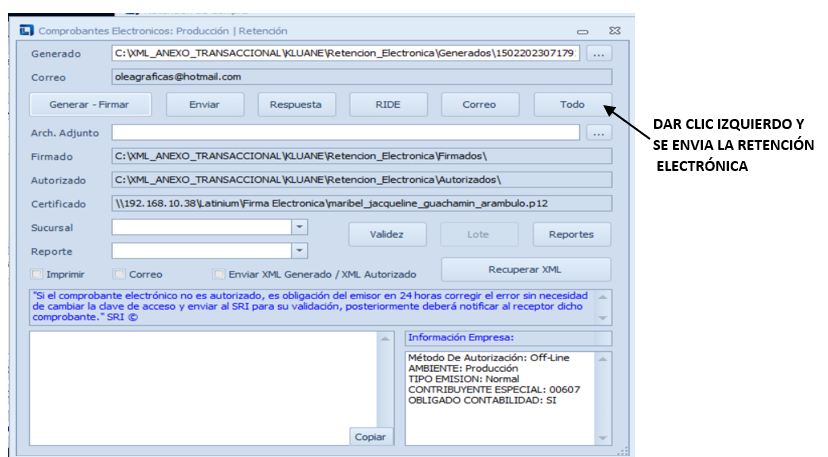 Comprobantes Electronicos: Producción | Retención
Generado
C:\XML_ANEXO_TRANSACCIONAL\KLUANE\Retencion_Electronica\Generados\1502202307179
...
Correo
oleagraficas@hotmail.com
Generar - Firmar
Enviar
Respuesta
RIDE
Correo
Todo
DAR CLIC IZQUIERDO Y
SE ENVIA LA RETENCIÓN
ELECTRÓNICA
Arch. Adjunto
...
Firmado
C:\XML_ANEXO_TRANSACCIONAL\KLUANE\Retencion_Electronica\Firmados\
Autorizado
C:\XML_ANEXO_TRANSACCIONAL\KLUANE\Retencion_Electronica\Autorizados\
Certificado
\\192.168.10.38\Latinium\Firma Electronica\maribel_jacqueline_guachamin_arambulo.p12
Sucursal
Validez
Lote
Reportes
Reporte
Imprimir
Correo
Enviar XML Generado / XML Autorizado
Recuperar XML
"Si el comprobante electrónico no es autorizado, es obligación del emisor en 24 horas corregir el error sin necesidad
de cambiar la clave de acceso y enviar al SRI para su validación, posteriormente deberá notificar al receptor dicho
comprobante." SRI ©
Información Empresa:
Método De Autorización: Off-Line
AMBIENTE: Producción
TIPO EMISION: Normal
CONTRIBUYENTE ESPECIAL: 00607
OBLIGADO CONTABILIDAD: SI
Copiar